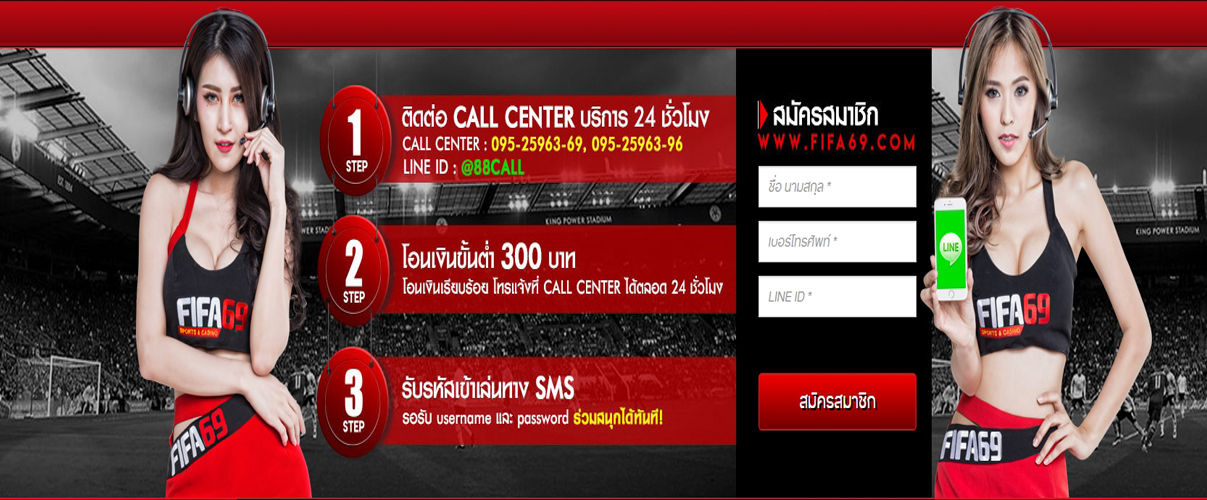 1
STEP
ติดต่อ CALL CENTER บริการ 24 ชั่วโมง
CALL CENTER : 095-25963-69, 095-25963-96
LINE ID : @88CALL
KING POWER STADIUM
2
STEP
โอนเงินขั้นต่ำ 300 บาท
โอนเงินเรียบร้อย โทรแจ้งที่ CALL CENTER ได้ตลอด 24 ชั่วโมง
3
STEP
รับรหัสเข้าเล่นทาง SMS
รอรับ username และ password ร่วมสนุกได้ทันที!
สมัครสมาชิก
WWW.FIFA69.COM
ชื่อ นามสกุล *
เบอร์โทรศัพท์ *
LINE ID *
สมัครสมาชิก
FIFA69
SPORTS & CASINO
FIFA69
LINE
KING POWER STADIUM
FIFA69
SPORTS & CASINO
FIFA69